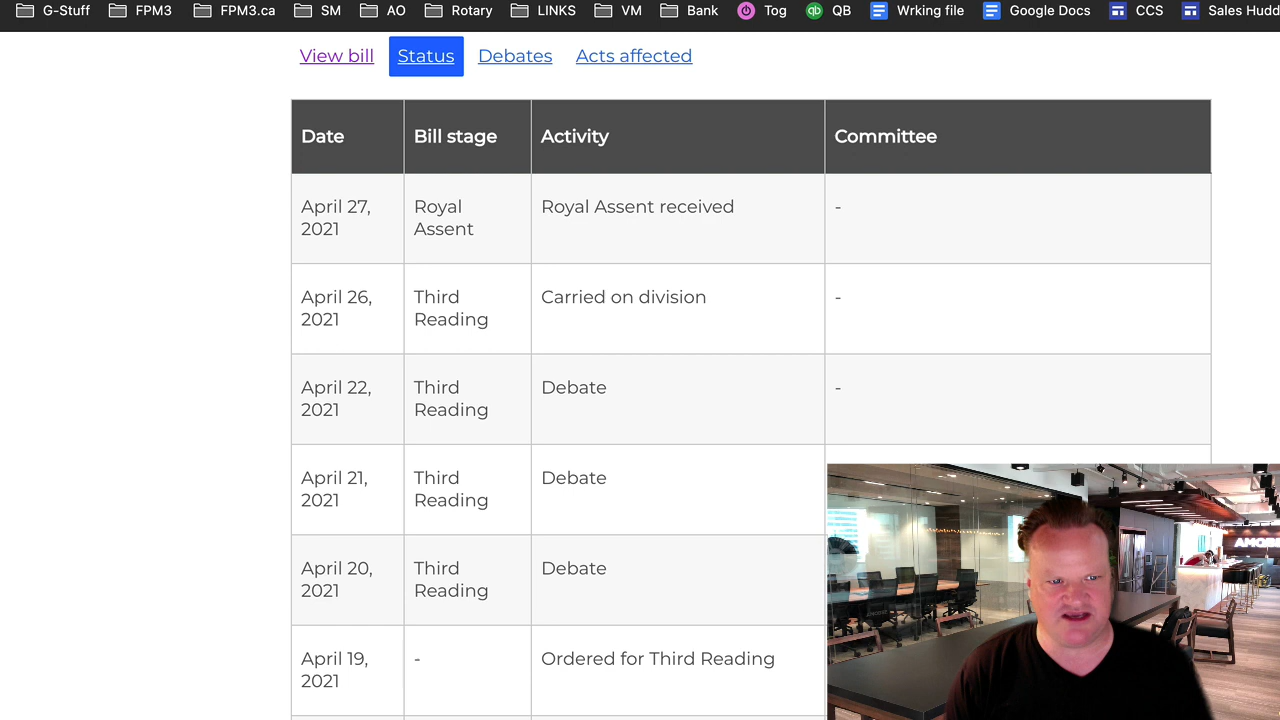 G-Stuff FPM3 FPM3.ca SM AO Rotary LINKS VM Bank Tog QB Wrking file Google Docs CCS Sales Hudd
View bill Status Debates Acts affected
Date Bill stage Activity Committee
April 27, Royal Royal Assent received -
2021 Assent
April 26, Third Carried on division -
2021 Reading
April 22, Third Debate -
2021 Reading
April 21, Third Debate
2021 Reading
April 20, Third Debate
2021 Reading
April 19, - Ordered for Third Reading
2021